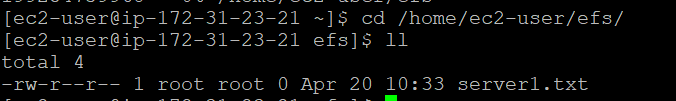 [ec2-user@ip-172-31-23-21 ~]$ cd /home/ec2-user/efs/
[ec2-user@ip-172-31-23-21 efs]$ ll
total 4
-rw-r--r-- 1 root root 0 Apr 20 10:33 server1.txt